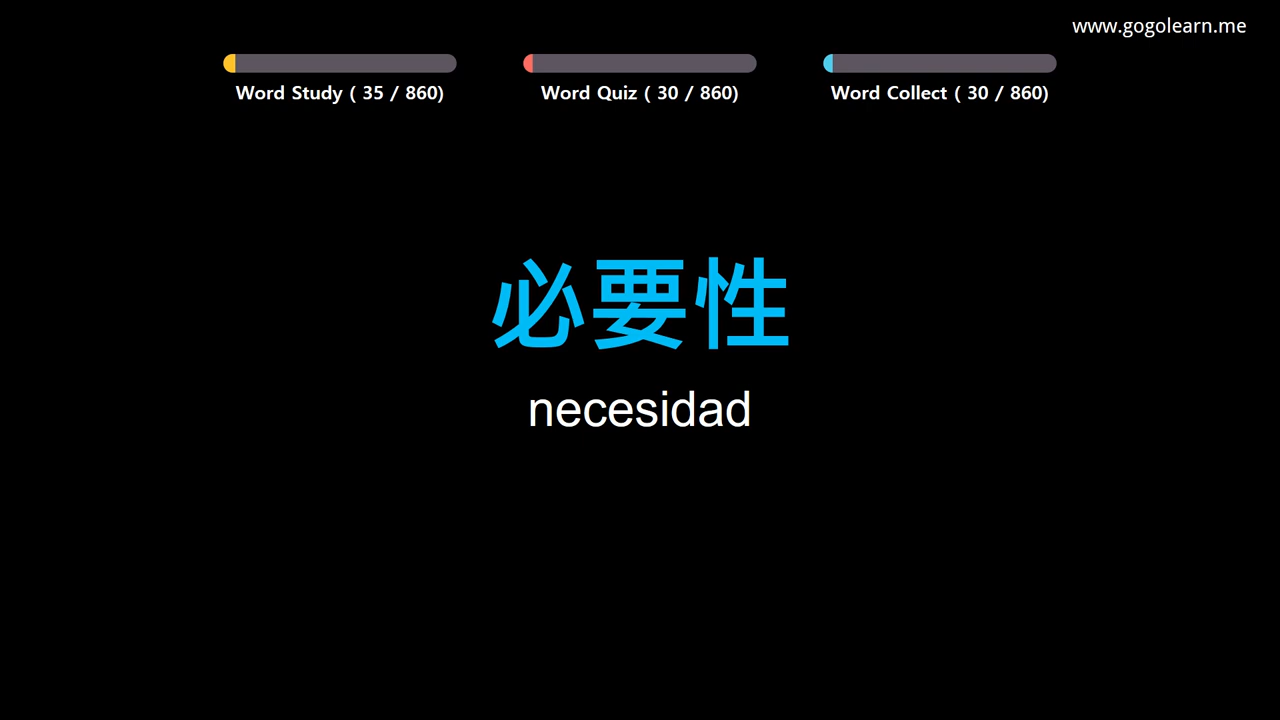 www.gogolearn.me
Word Study ( 35 / 860)
Word Quiz ( 30 / 860)
Word Collect ( 30 / 860)
必要性
necesidad